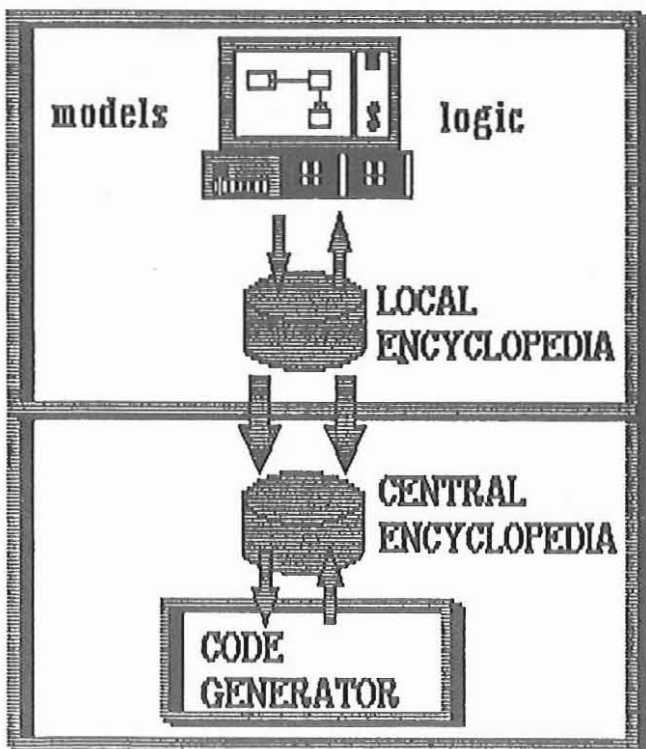 models
logic
$
LOCAL
ENCYCLOPEDIA
CENTRAL
ENCYCLOPEDIA
CODE
GENERATOR